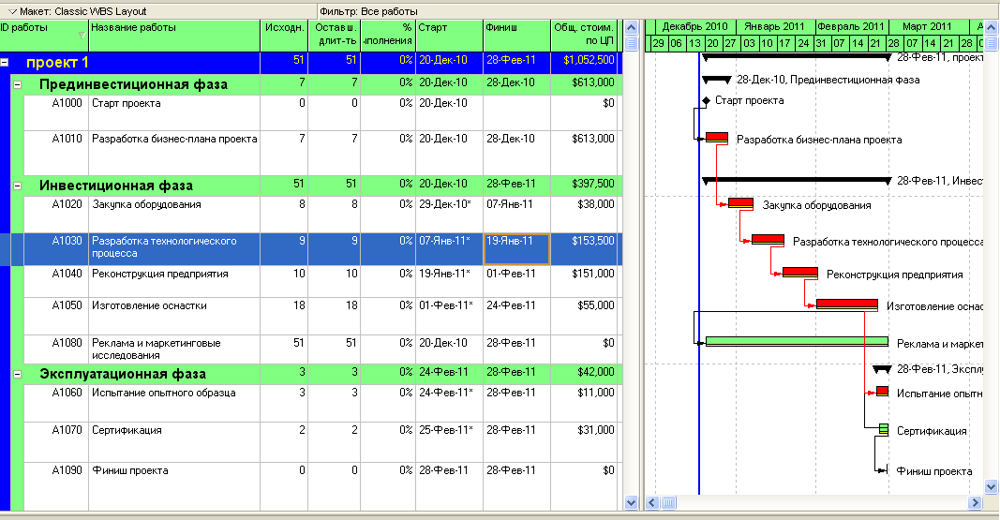 Макет: Classic WBS Layout Фильтр: Все работы
ID работы Название работы Исходн. Осташ. % Старт Финиш Общ. стоим.
длит-ть ыполнения по ЦП
Декабрь 2010 Январь 2011 Февраль 2011 Март 2011 А
29 06 13 20 27 03 10 17 24 31 07 14 21 28 07 14 21 28 0
проект 1 51 51 0% 20-Дек-10 28-Фев-11 $1,052,500 28-Фев-11, проект
Прединвестиционная фаза 7 7 0% 20-Дек-10 28-Дек-10 $613,000 28-Дек-10, Прединвестиционная фаза
A1000 Старт проекта 0 0 0% 20-Дек-10 $0 Старт проекта
A1010 Разработка бизнес-плана проекта 7 7 0% 20-Дек-10 28-Дек-10 $613,000 Разработка бизнес-плана проекта
Инвестиционная фаза 51 51 0% 20-Дек-10 28-Фев-11 $397,500 28-Фев-11, Инвес
A1020 Закупка оборудования 8 8 0% 29-Дек-10* 07-Янв-11 $38,000 Закупка оборудования
A1030 Разработка технологического 9 9 0% 07-Янв-11* 19-Янв-11 $153,500 Разработка технологического процесса
процесса
A1040 Реконструкция предприятия 10 10 0% 19-Янв-11* 01-Фев-11 $151,000 Реконструкция предприятия
A1050 Изготовление оснастки 18 18 0% 01-Фев-11* 24-Фев-11 $55,000 Изготовление оснас
A1080 Реклама и маркетинговые 51 51 0% 20-Дек-10 28-Фев-11 $0 Реклама и маркет
исследования
Эксплуатационная фаза 3 3 0% 24-Фев-11 28-Фев-11 $42,000 28-Фев-11, Эксплу
A1060 Испытание опытного образца 3 3 0% 24-Фев-11* 28-Фев-11 $11,000 Испытание опытн
A1070 Сертификация 2 2 0% 25-Фев-11* 28-Фев-11 $31,000 Сертификация
A1090 Финиш проекта 0 0 0% 28-Фев-11 28-Фев-11 $0 Финиш проекта